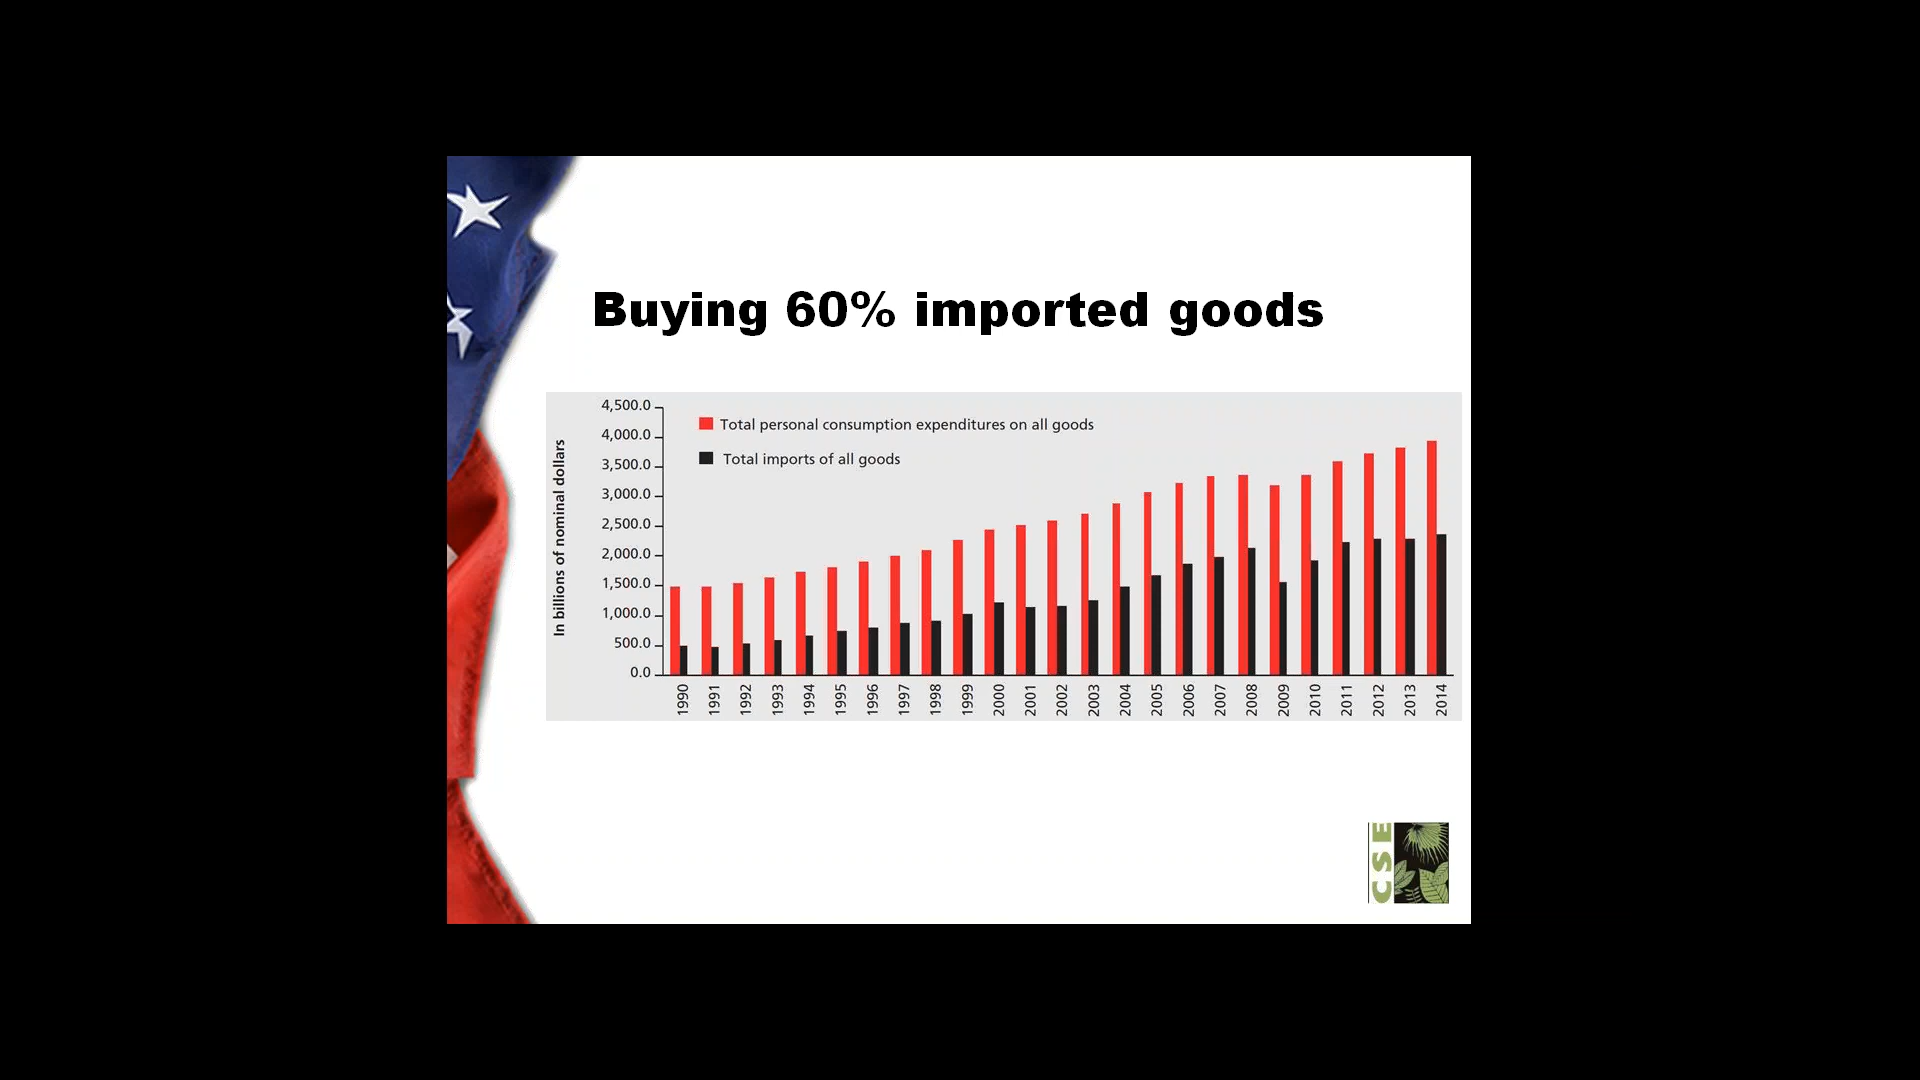 Buying 60% imported goods
4,500.0
4,000.0
3,500.0
3,000.0
2,500.0
2,000.0
1,500.0
1,000.0
500.0
0.0
In billions of nominal dollars
Total personal consumption expenditures on all goods
Total imports of all goods
1990 1991 1992 1993 1994 1995 1996 1997 1998 1999 2000 2001 2002 2003 2004 2005 2006 2007 2008 2009 2010 2011 2012 2013 2014
CSE